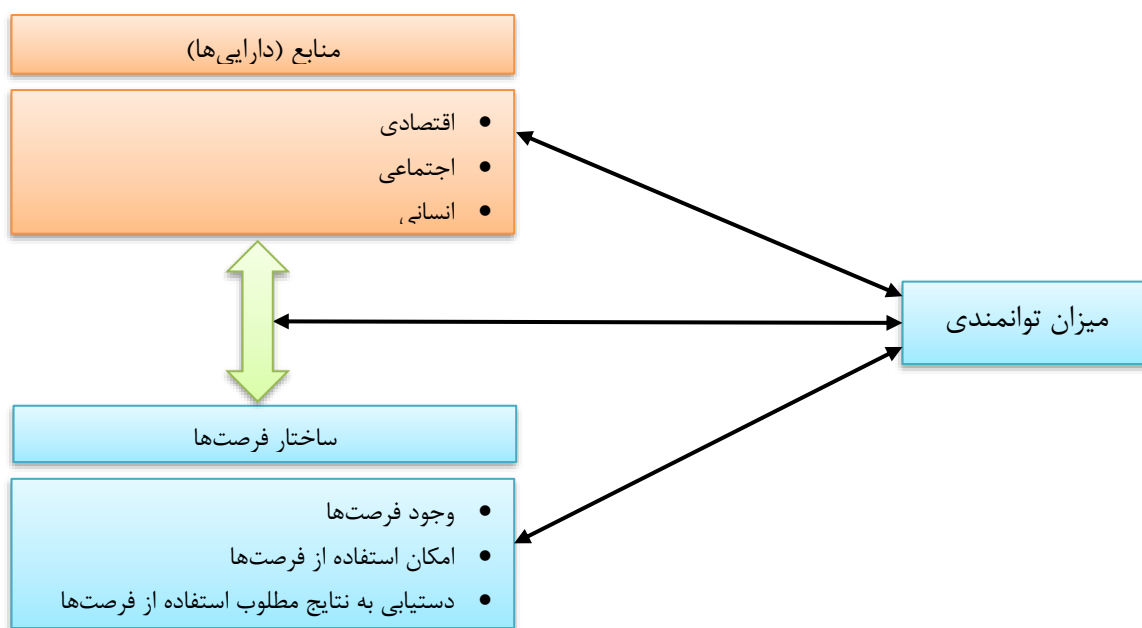 منابع (دارایی‌ها)
• اقتصادی
• اجتماعی
• انسانی
میزان توانمندی
ساختار فرصت‌ها
• وجود فرصت‌ها
• امکان استفاده از فرصت‌ها
• دستیابی به نتایج مطلوب استفاده از فرصت‌ها